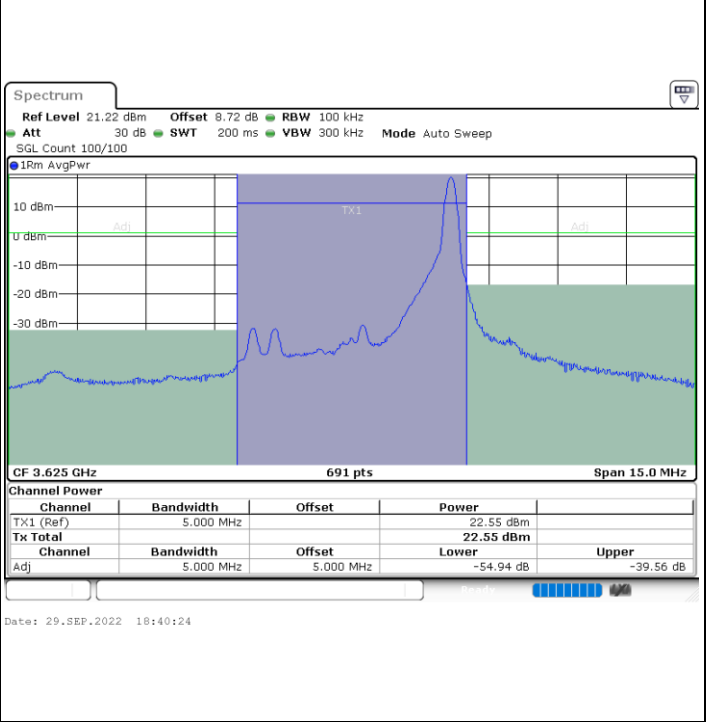 Spectrum
Ref Level 21.22 dBm Offset 8.72 dB RBW 100 kHz
Att 30 dB SWT 200 ms VBW 300 kHz Mode Auto Sweep
SGL Count 100/100
1Rm AvgPwr
10 dBm
TX1
Adj Adj
0 dBm
-10 dBm
-20 dBm
-30 dBm
CF 3.625 GHz 691 pts Span 15.0 MHz
Channel Power
Channel Bandwidth Offset Power
TX1 (Ref) 5.000 MHz 22.55 dBm
Tx Total 22.55 dBm
Channel Bandwidth Offset Lower Upper
Adj 5.000 MHz 5.000 MHz -54.94 dB -39.56 dB
Ready
Date: 29.SEP.2022 18:40:24